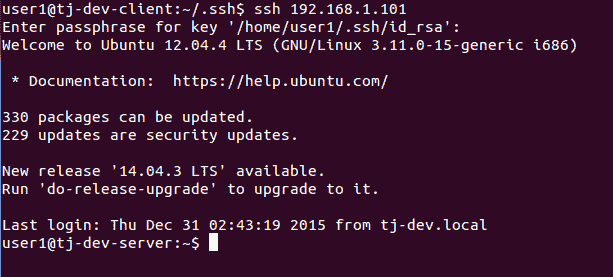 user1@tj-dev-client:~/.ssh$ ssh 192.168.1.101
Enter passphrase for key '/home/user1/.ssh/id_rsa':
Welcome to Ubuntu 12.04.4 LTS (GNU/Linux 3.11.0-15-generic i686)
* Documentation:  https://help.ubuntu.com/
330 packages can be updated.
229 updates are security updates.
New release '14.04.3 LTS' available.
Run 'do-release-upgrade' to upgrade to it.
Last login: Thu Dec 31 02:43:19 2015 from tj-dev.local
user1@tj-dev-server:~$